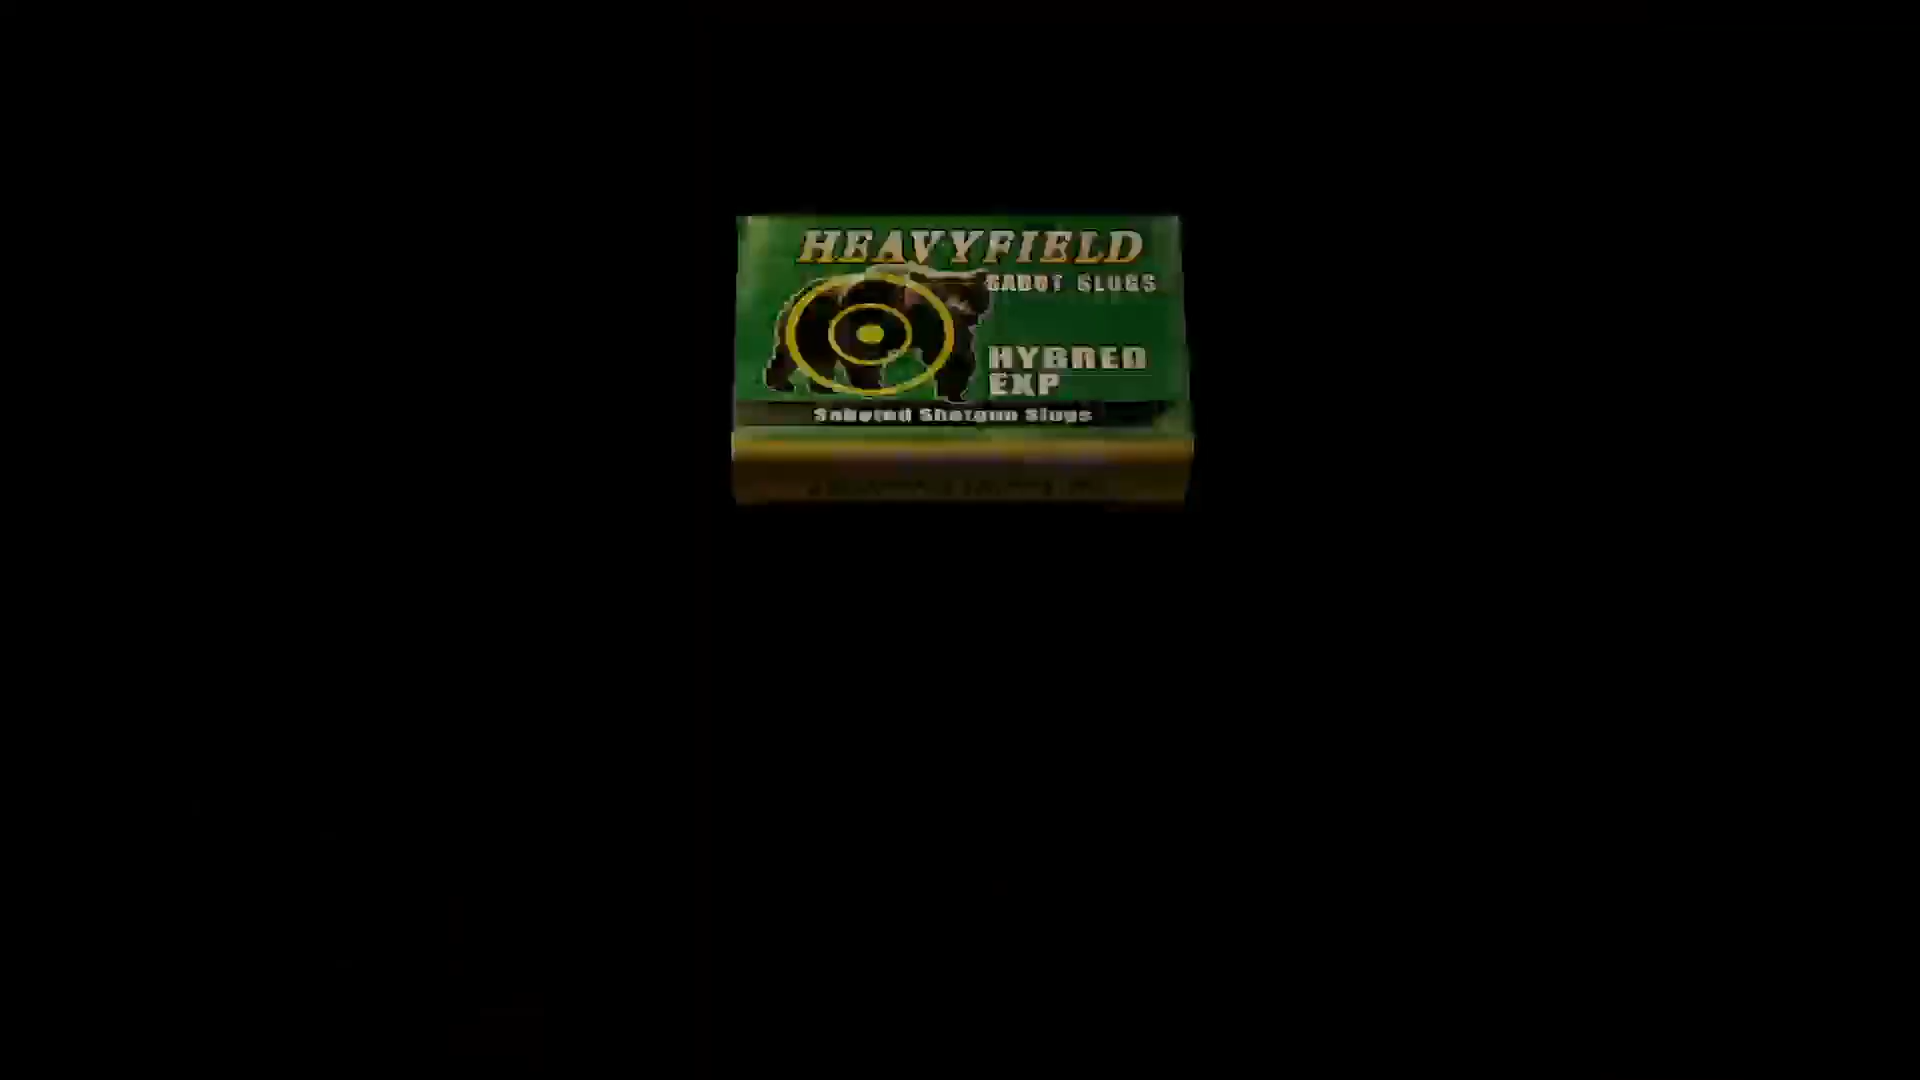 HEAVYFIELD
SABOT SLUGS
HYBRED
EXP
Saboted Shotgun Slugs